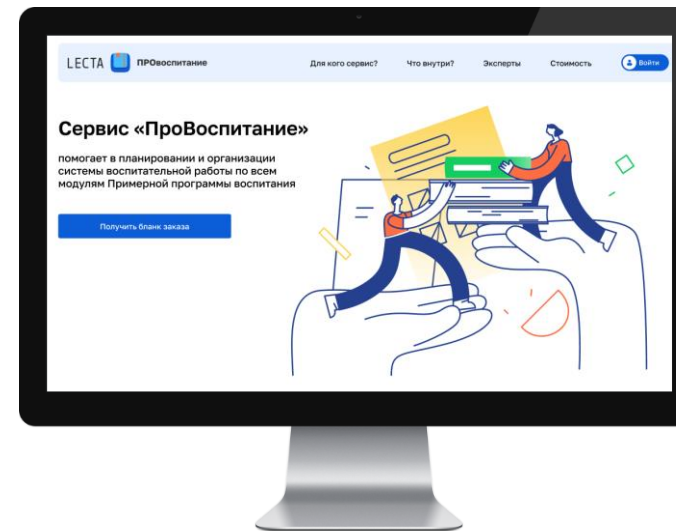 LECTA ПРОвоспитание Для кого сервис? Что внутри? Эксперты Стоимость Войти
Сервис «ПроВоспитание»
помогает в планировании и организации
системы воспитательной работы по всем
модулям Примерной программы воспитания
Получить бланк заказа